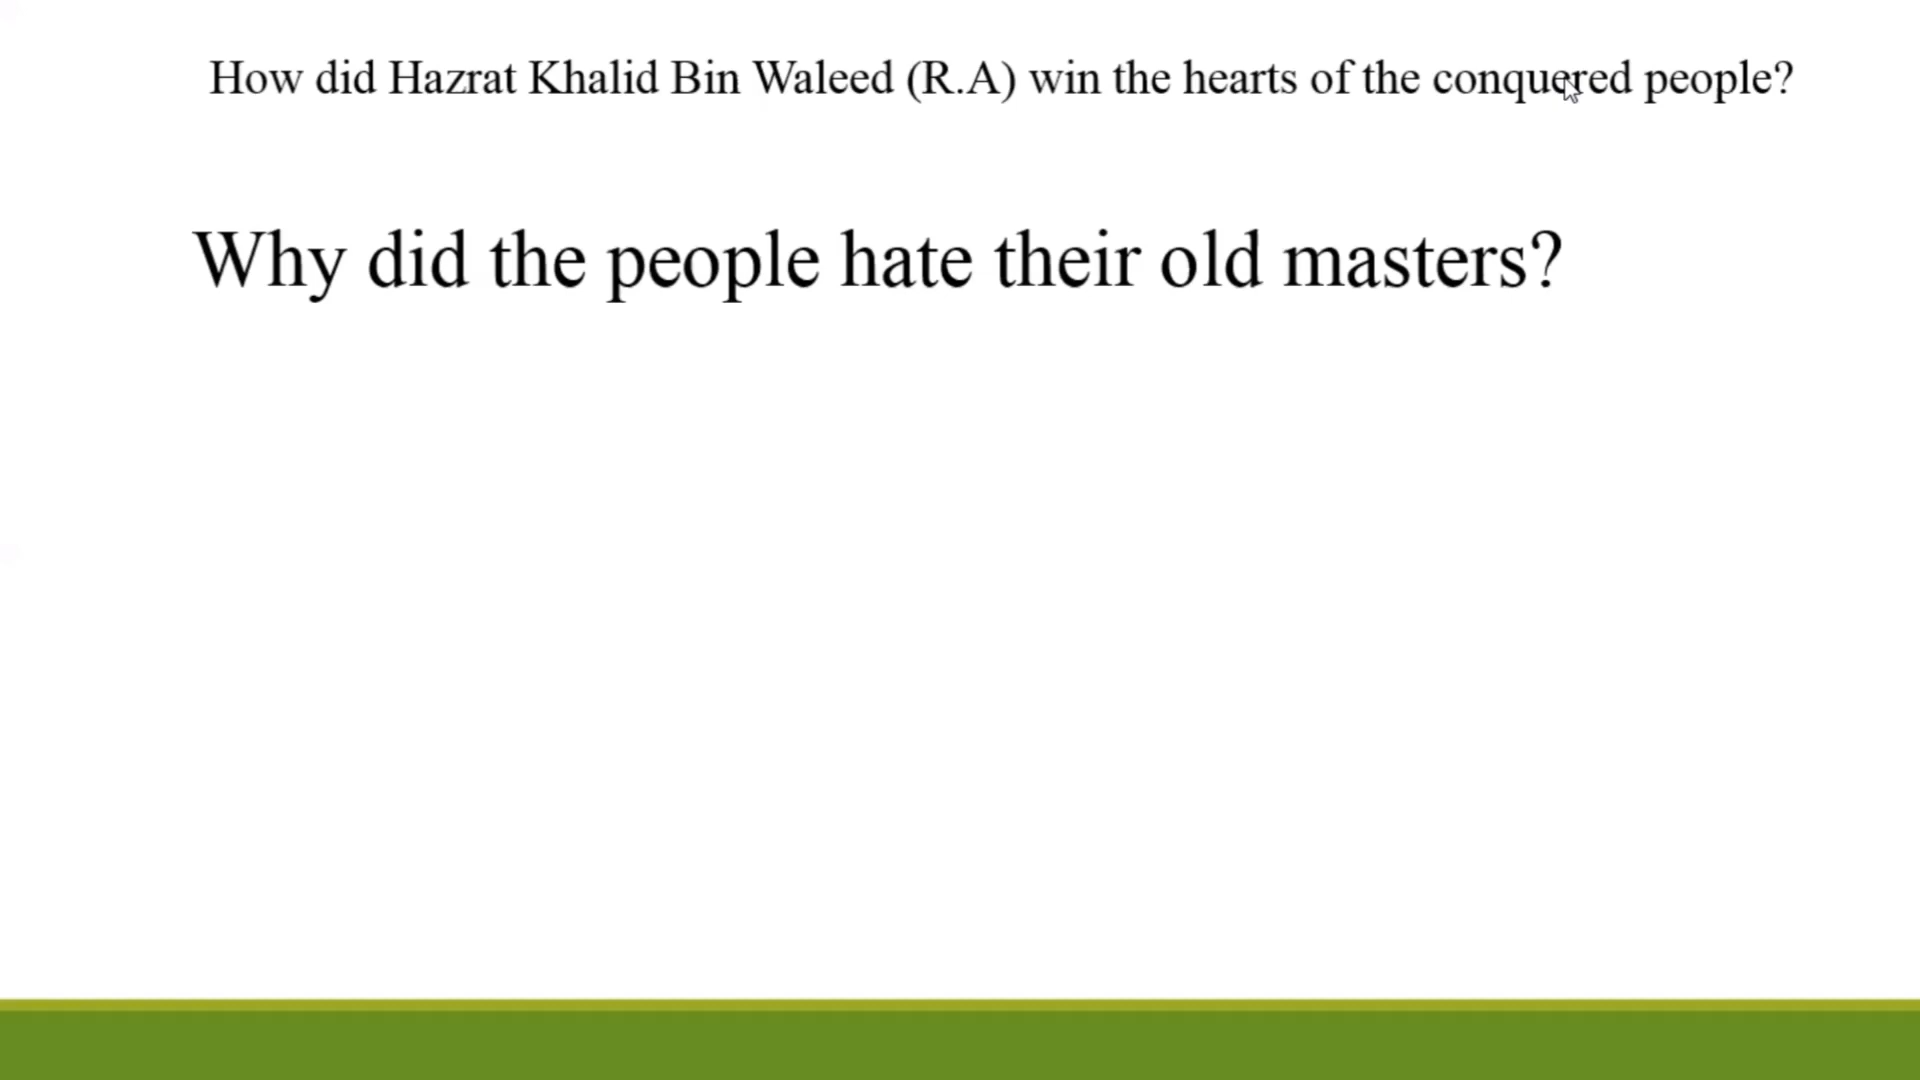 How did Hazrat Khalid Bin Waleed (R.A) win the hearts of the conquered people?
Why did the people hate their old masters?